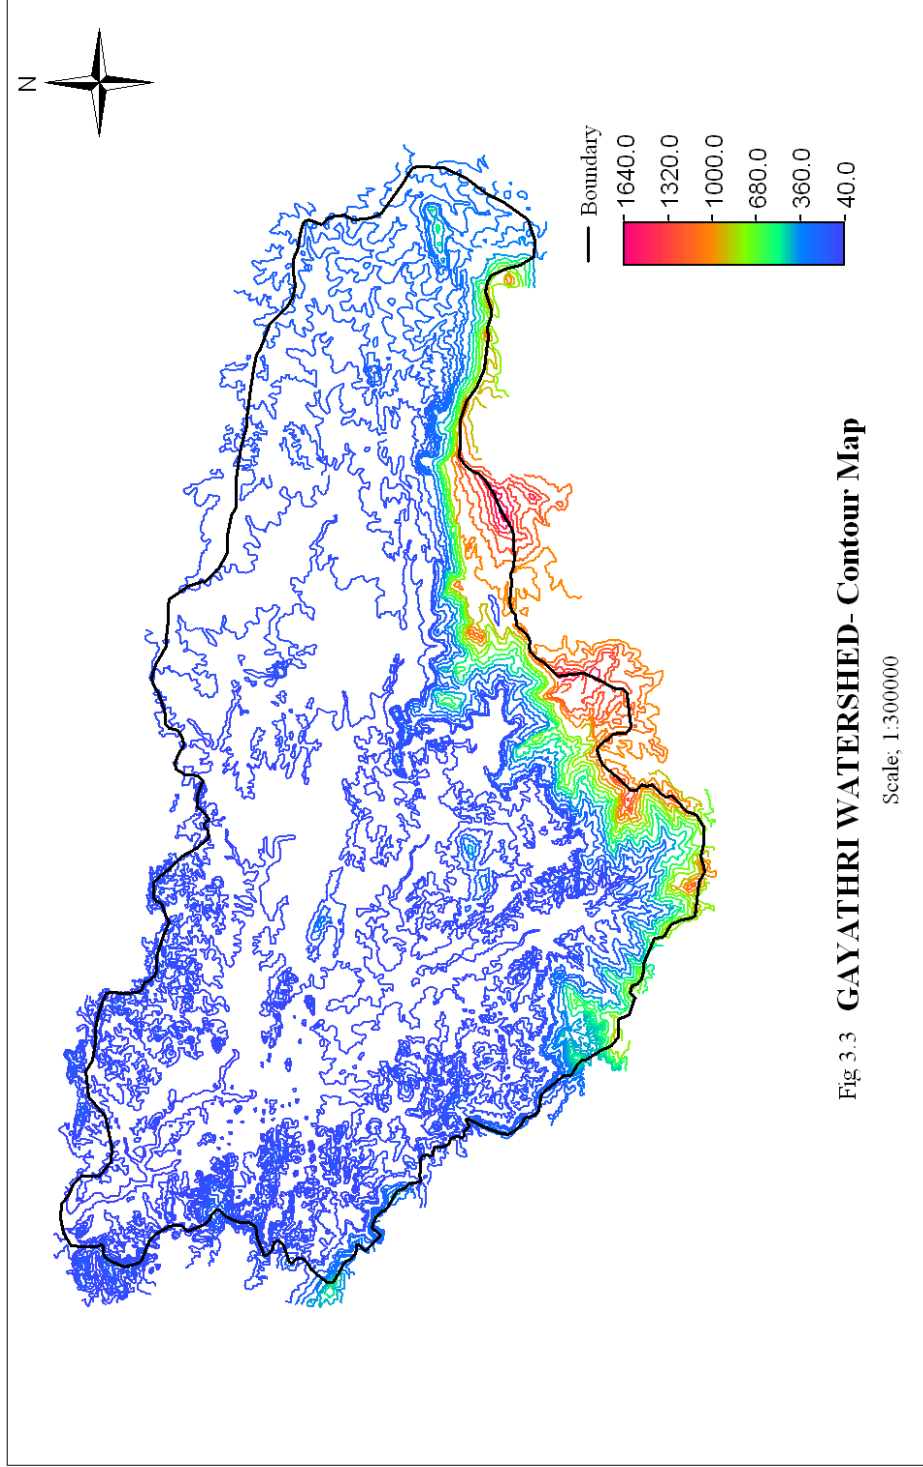 N
Boundary
1640.0
1320.0
1000.0
680.0
360.0
40.0
Fig 3.3 GAYATHRI WATERSHED- Contour Map
Scale; 1:300000